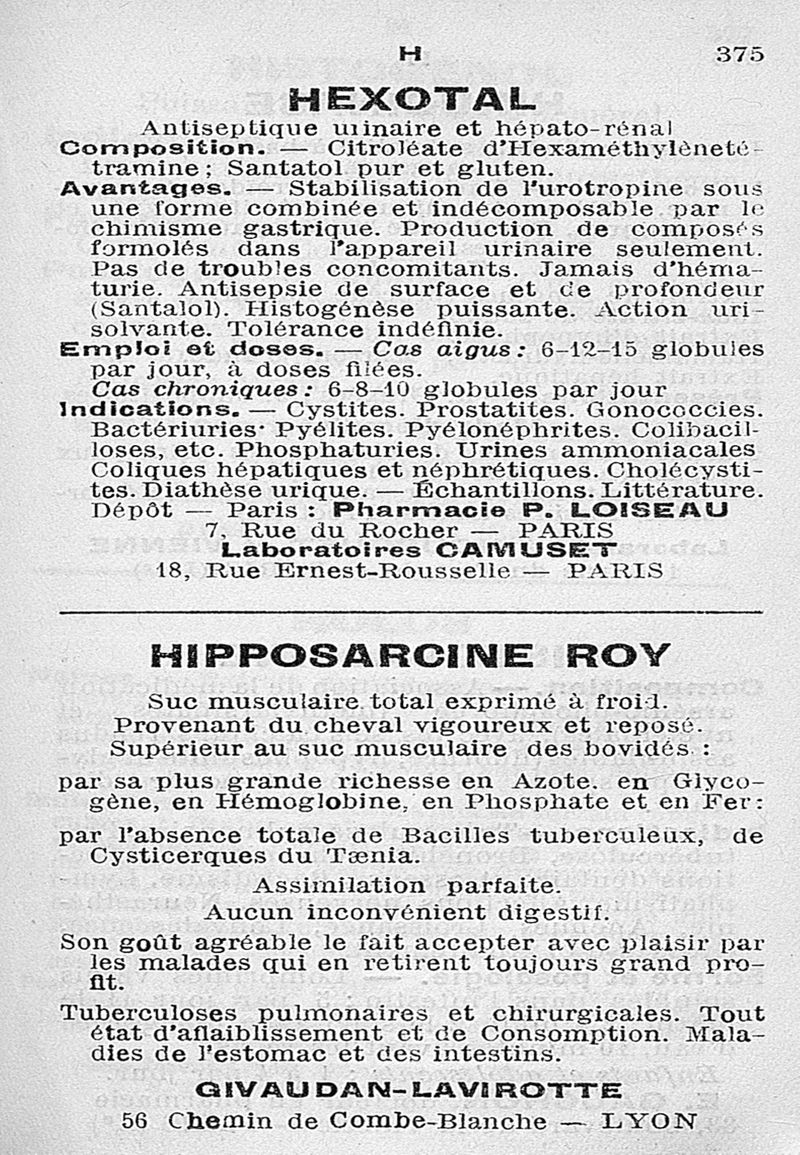 H 375
HEXOTAL
Antiseptique urinaire et hépato-rénal
Composition. — Citroléate d'Hexaméthylèneté-
tramine; Santatol pur et gluten.
Avantages. — Stabilisation de l'urotropine sous
une forme combinée et indécomposable par le
chimisme gastrique. Production de composés
formolés dans l'appareil urinaire seulement.
Pas de troubles concomitants. Jamais d'héma-
turie. Antisepsie de surface et de profondeur
(Santalol). Histogénèse puissante. Action uri-
solvante. Tolérance indéfinie.
Emploi et doses. — Cas aigus: 6-12-15 globules
par jour, à doses filées.
Cas chroniques: 6-8-10 globules par jour
Indications. — Cystites. Prostatites. Gonococcies.
Bactériuries· Pyélites. Pyélonéphrites. Colibacil-
loses, etc. Phosphaturies. Urines ammoniacales
Coliques hépatiques et néphrétiques. Cholécysti-
tes. Diathèse urique. — Échantillons. Littérature.
Dépôt — Paris: Pharmacie P. LOISEAU
7, Rue du Rocher — PARIS
Laboratoires CAMUSET
18, Rue Ernest-Rousselle — PARIS
HIPPOSARCINE ROY
Suc musculaire total exprimé à froid.
Provenant du cheval vigoureux et reposé.
Supérieur au suc musculaire des bovidés :
par sa plus grande richesse en Azote. en Glyco-
gène, en Hémoglobine, en Phosphate et en Fer:
par l'absence totale de Bacilles tuberculeux, de
Cysticerques du Tænia.
Assimilation parfaite.
Aucun inconvénient digestif.
Son goût agréable le fait accepter avec plaisir par
les malades qui en retirent toujours grand pro-
fit.
Tuberculoses pulmonaires et chirurgicales. Tout
état d'affaiblissement et de Consomption. Mala-
dies de l'estomac et des intestins.
GIVAUDAN-LAVIROTTE
56 Chemin de Combe-Blanche — LYON